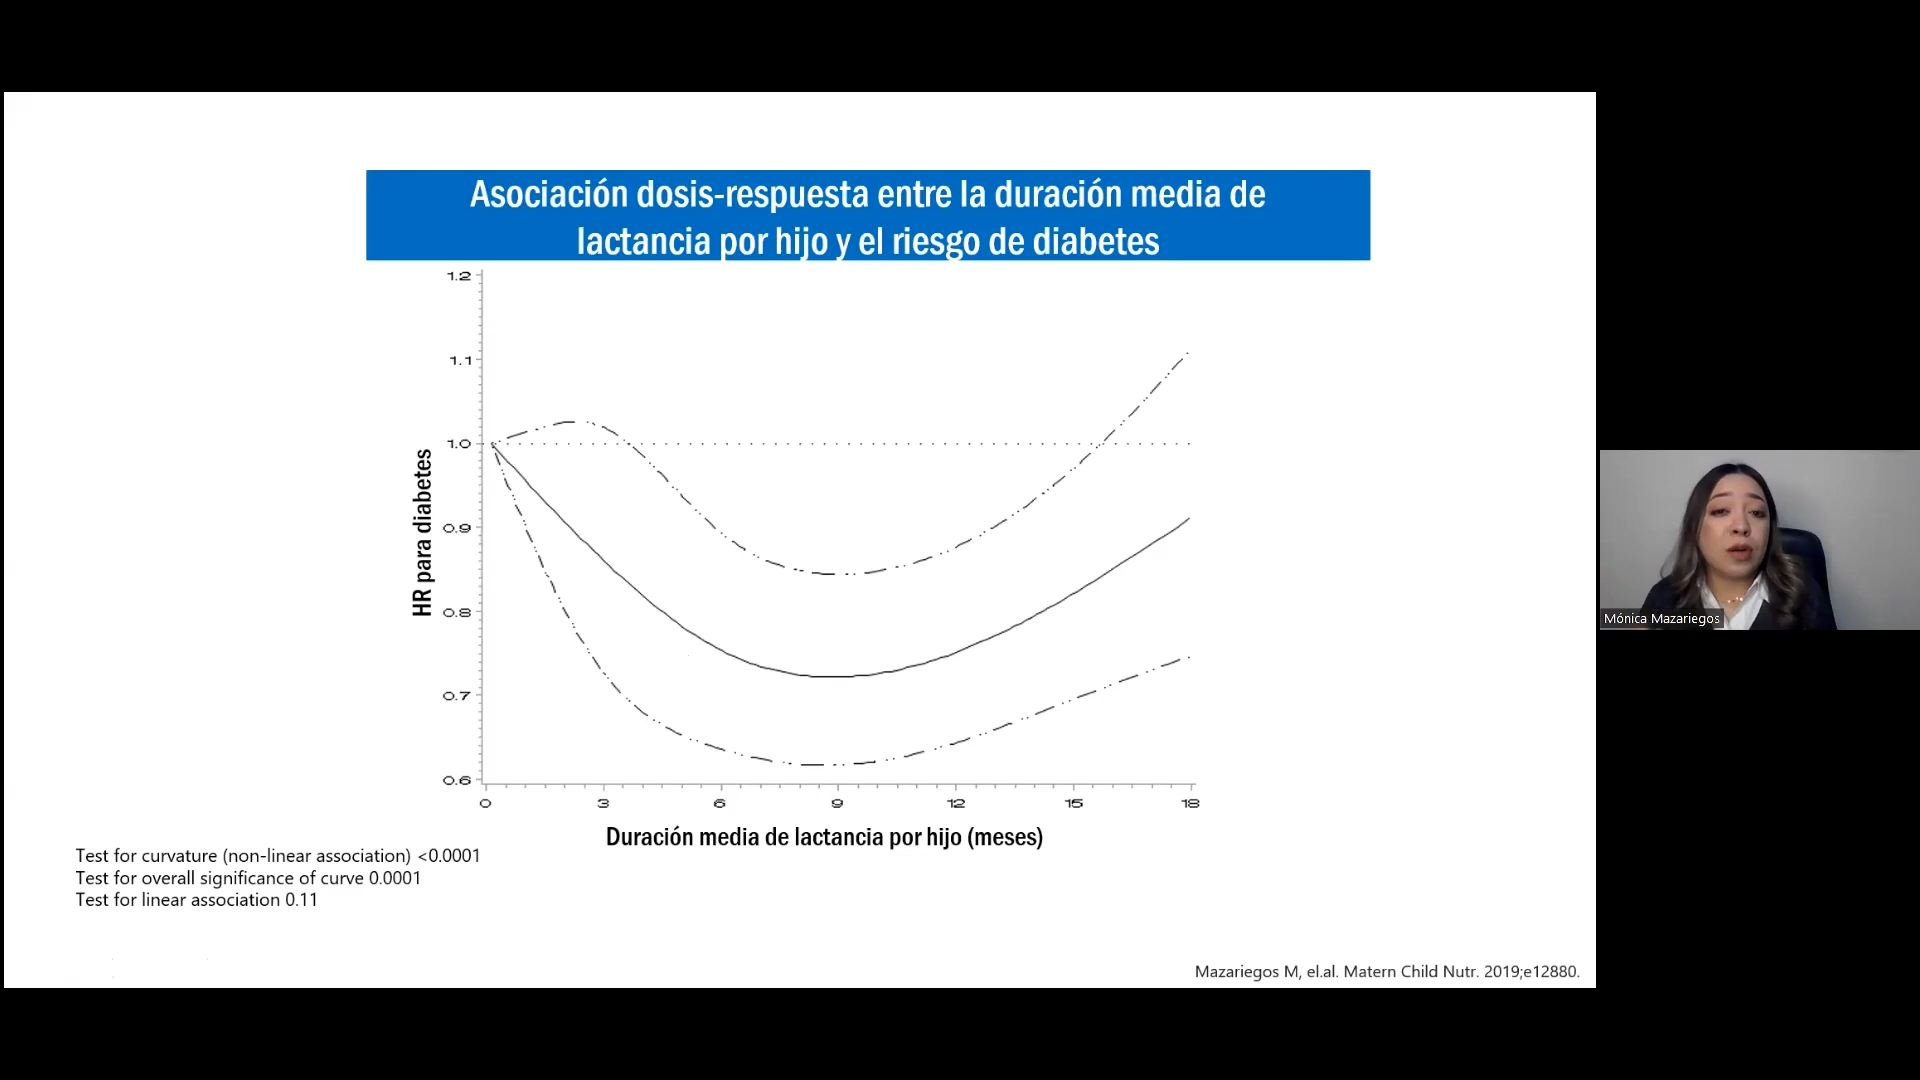 Asociación dosis-respuesta entre la duración media de
lactancia por hijo y el riesgo de diabetes
1.2
1.1
1.0
0.9
0.8
0.7
0.6
HR para diabetes
0 3 6 9 12 15 18
Duración media de lactancia por hijo (meses)
Test for curvature (non-linear association) <0.0001
Test for overall significance of curve 0.0001
Test for linear association 0.11
Mazariegos M, el.al. Matern Child Nutr. 2019;e12880.
Mónica Mazariegos